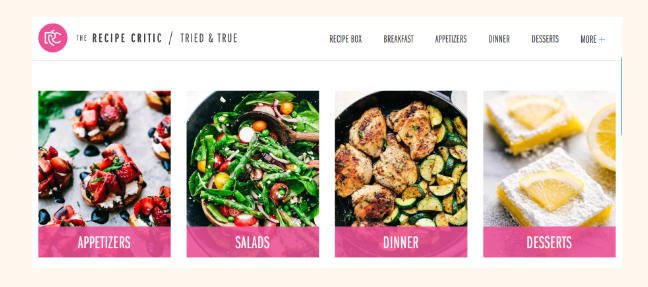 RC THE RECIPE CRITIC / TRIED & TRUE RECIPE BOX BREAKFAST APPETIZERS DINNER DESSERTS MORE +
APPETIZERS SALADS DINNER DESSERTS